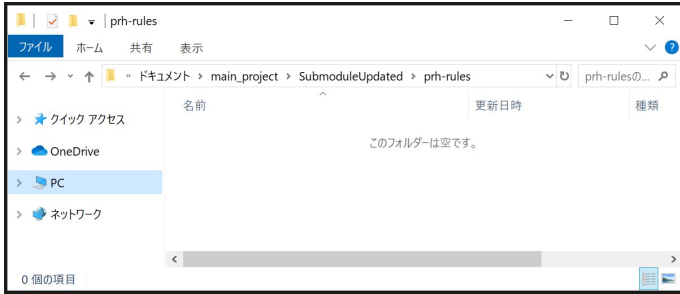 prh-rules
ファイル ホーム 共有 表示
« ドキュメント > main_project > SubmoduleUpdated > prh-rules prh-rulesの...
名前 更新日時 種類
クイック アクセス
このフォルダーは空です。
OneDrive
PC
ネットワーク
0 個の項目